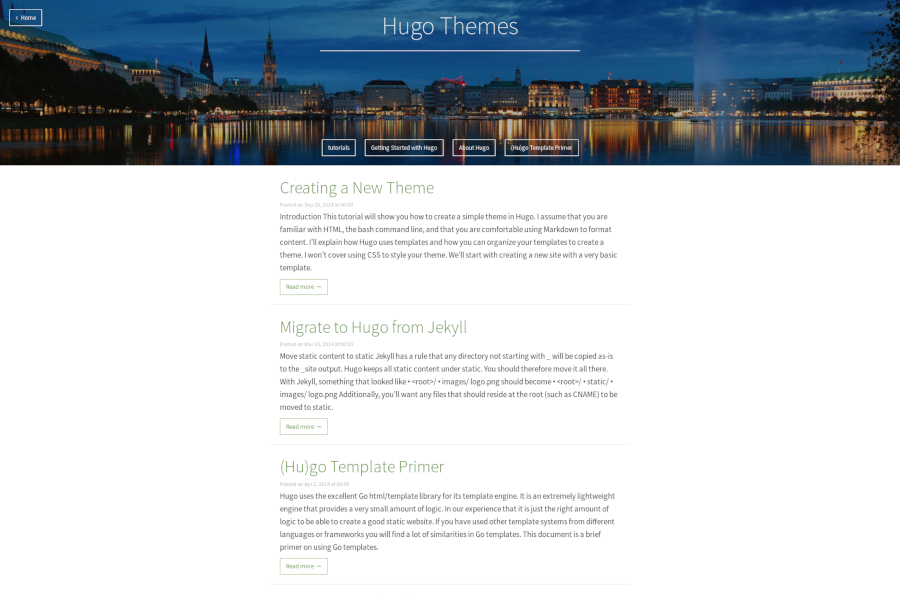 ‹ Home
Hugo Themes
tutorials
Getting Started with Hugo
About Hugo
(Hu)go Template Primer
Creating a New Theme
Posted on Sep 28, 2014 at 00:00
Introduction This tutorial will show you how to create a simple theme in Hugo. I assume that you are
familiar with HTML, the bash command line, and that you are comfortable using Markdown to format
content. I'll explain how Hugo uses templates and how you can organize your templates to create a
theme. I won't cover using CSS to style your theme. We'll start with creating a new site with a very basic
template.
Read more →
Migrate to Hugo from Jekyll
Posted on Mar 10, 2014 at 00:00
Move static content to static Jekyll has a rule that any directory not starting with _ will be copied as-is
to the _site output. Hugo keeps all static content under static. You should therefore move it all there.
With Jekyll, something that looked like ▪ <root>/ ▪ images/ logo.png should become ▪ <root>/ ▪ static/ ▪
images/ logo.png Additionally, you'll want any files that should reside at the root (such as CNAME) to be
moved to static.
Read more →
(Hu)go Template Primer
Posted on Apr 2, 2014 at 00:00
Hugo uses the excellent Go html/template library for its template engine. It is an extremely lightweight
engine that provides a very small amount of logic. In our experience that it is just the right amount of
logic to be able to create a good static website. If you have used other template systems from different
languages or frameworks you will find a lot of similarities in Go templates. This document is a brief
primer on using Go templates.
Read more →